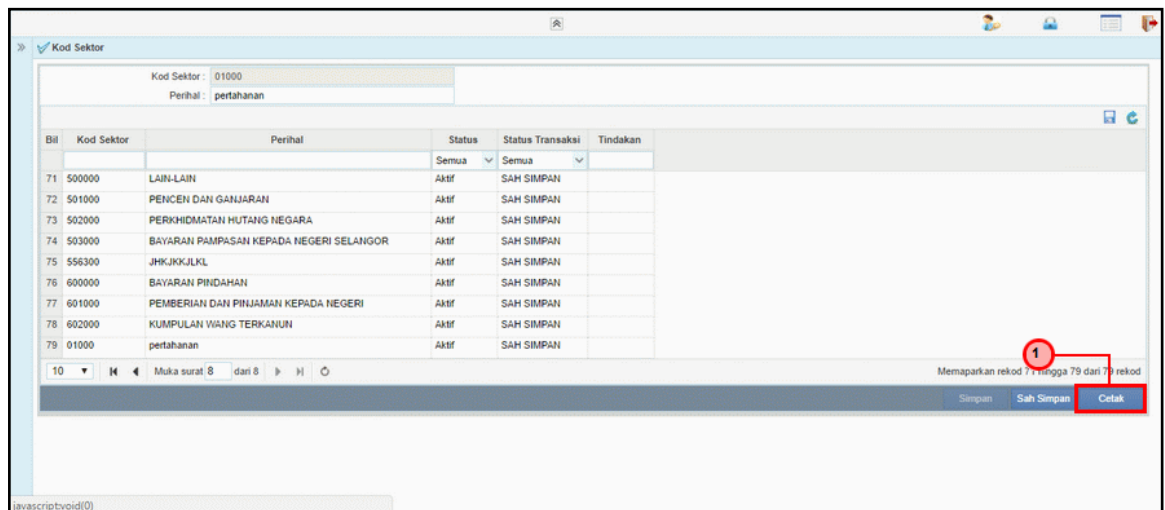 Kod Sektor
Kod Sektor : 01000
Perihal : pertahanan
Bil Kod Sektor Perihal Status Status Transaksi Tindakan
Semua Semua
71 500000 LAIN-LAIN Aktif SAH SIMPAN
72 501000 PENCEN DAN GANJARAN Aktif SAH SIMPAN
73 502000 PERKHIDMATAN HUTANG NEGARA Aktif SAH SIMPAN
74 503000 BAYARAN PAMPASAN KEPADA NEGERI SELANGOR Aktif SAH SIMPAN
75 556300 JHKJKKJLKL Aktif SAH SIMPAN
76 600000 BAYARAN PINDAHAN Aktif SAH SIMPAN
77 601000 PEMBERIAN DAN PINJAMAN KEPADA NEGERI Aktif SAH SIMPAN
78 602000 KUMPULAN WANG TERKANUN Aktif SAH SIMPAN
79 01000 pertahanan Aktif SAH SIMPAN
1
10 Muka surat 8 dari 8 Memaparkan rekod 71 hingga 79 dari 79 rekod
Simpan Sah Simpan Cetak
javascript:void(0)